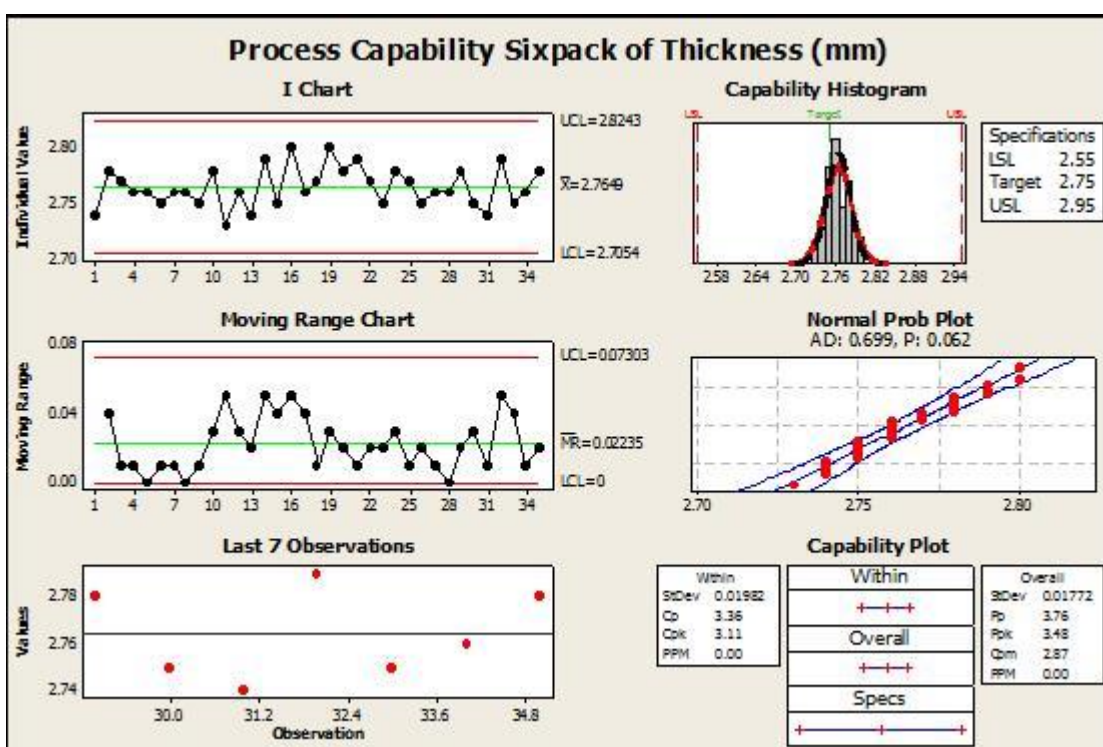 Process Capability Sixpack of Thickness (mm)
I Chart
Individual Value
2.80
2.75
2.70
1 4 7 10 13 16 19 22 25 28 31 34
UCL=2.8243
X̄=2.7649
LCL=2.7054
Capability Histogram
LSL Target USL
2.58 2.64 2.70 2.76 2.82 2.88 2.94
Specifications
LSL 2.55
Target 2.75
USL 2.95
Moving Range Chart
Moving Range
0.08
0.04
0.00
1 4 7 10 13 16 19 22 25 28 31 34
UCL=0.07303
M̅R̅=0.02235
LCL=0
Normal Prob Plot
AD: 0.699, P: 0.062
2.70 2.75 2.80
Last 7 Observations
Values
2.78
2.76
2.74
30.0 31.2 32.4 33.6 34.8
Observation
Capability Plot
Within
StDev 0.01982
Cp 3.36
Cpk 3.11
PPM 0.00
Within
Overall
Specs
Overall
StDev 0.01772
Pp 3.76
Ppk 3.48
Cpm 2.87
PPM 0.00